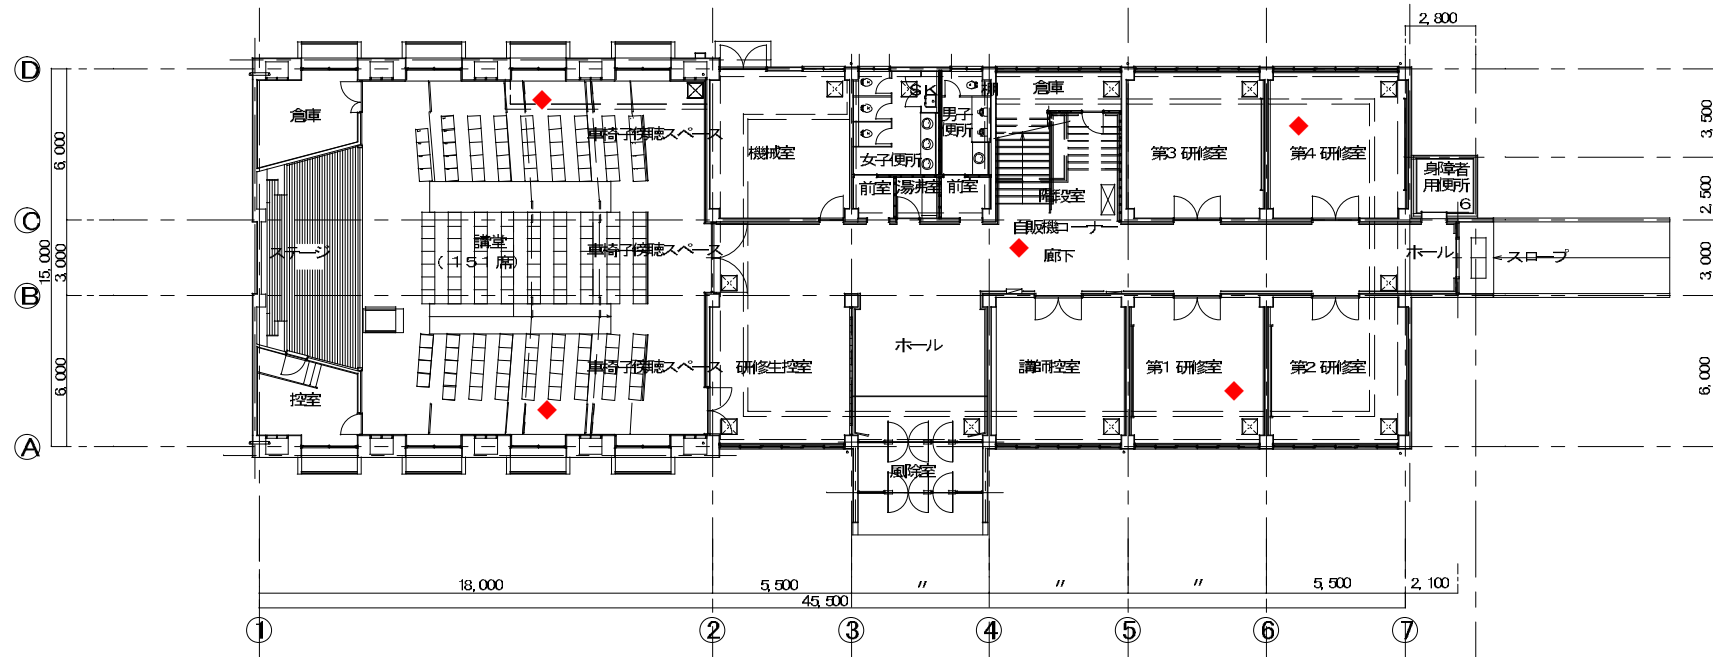 2,800
D
倉庫
車椅子傍聴スペース
機械室
SK
棚
男子
便所
女子便所
前室
湯沸室
前室
倉庫
階段室
第3 研修室
第4 研修室
身障者
用便所
6
6,000
3,500
2,500
C
ステージ
講堂
(151席)
車椅子傍聴スペース
自販機コーナー
廊下
ホール
スロープ
15,000
3,000
3,000
B
控室
車椅子傍聴スペース
研修生控室
ホール
講師控室
第1 研修室
第2 研修室
6,000
6,000
A
風除室
18,000
5,500
〃
〃
〃
5,500
2,100
45,500
①
②
③
④
⑤
⑥
⑦